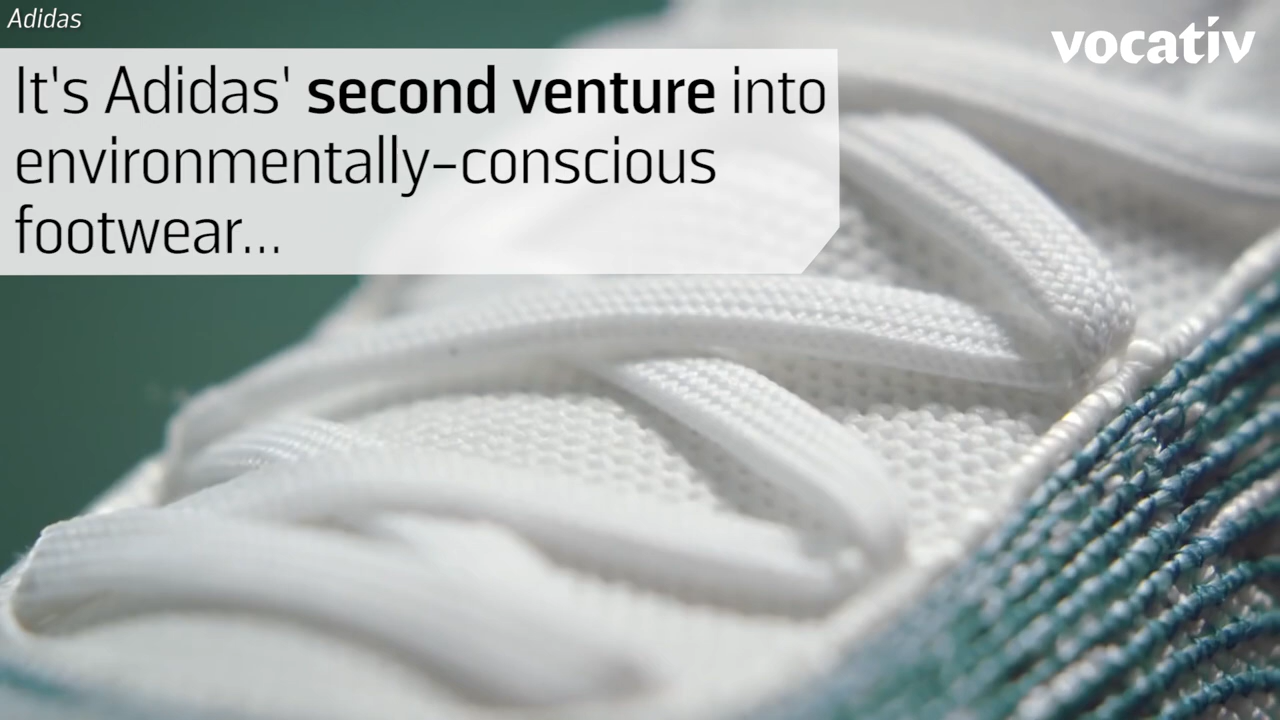 Adidas
vocativ
It's Adidas' second venture into
environmentally-conscious
footwear...